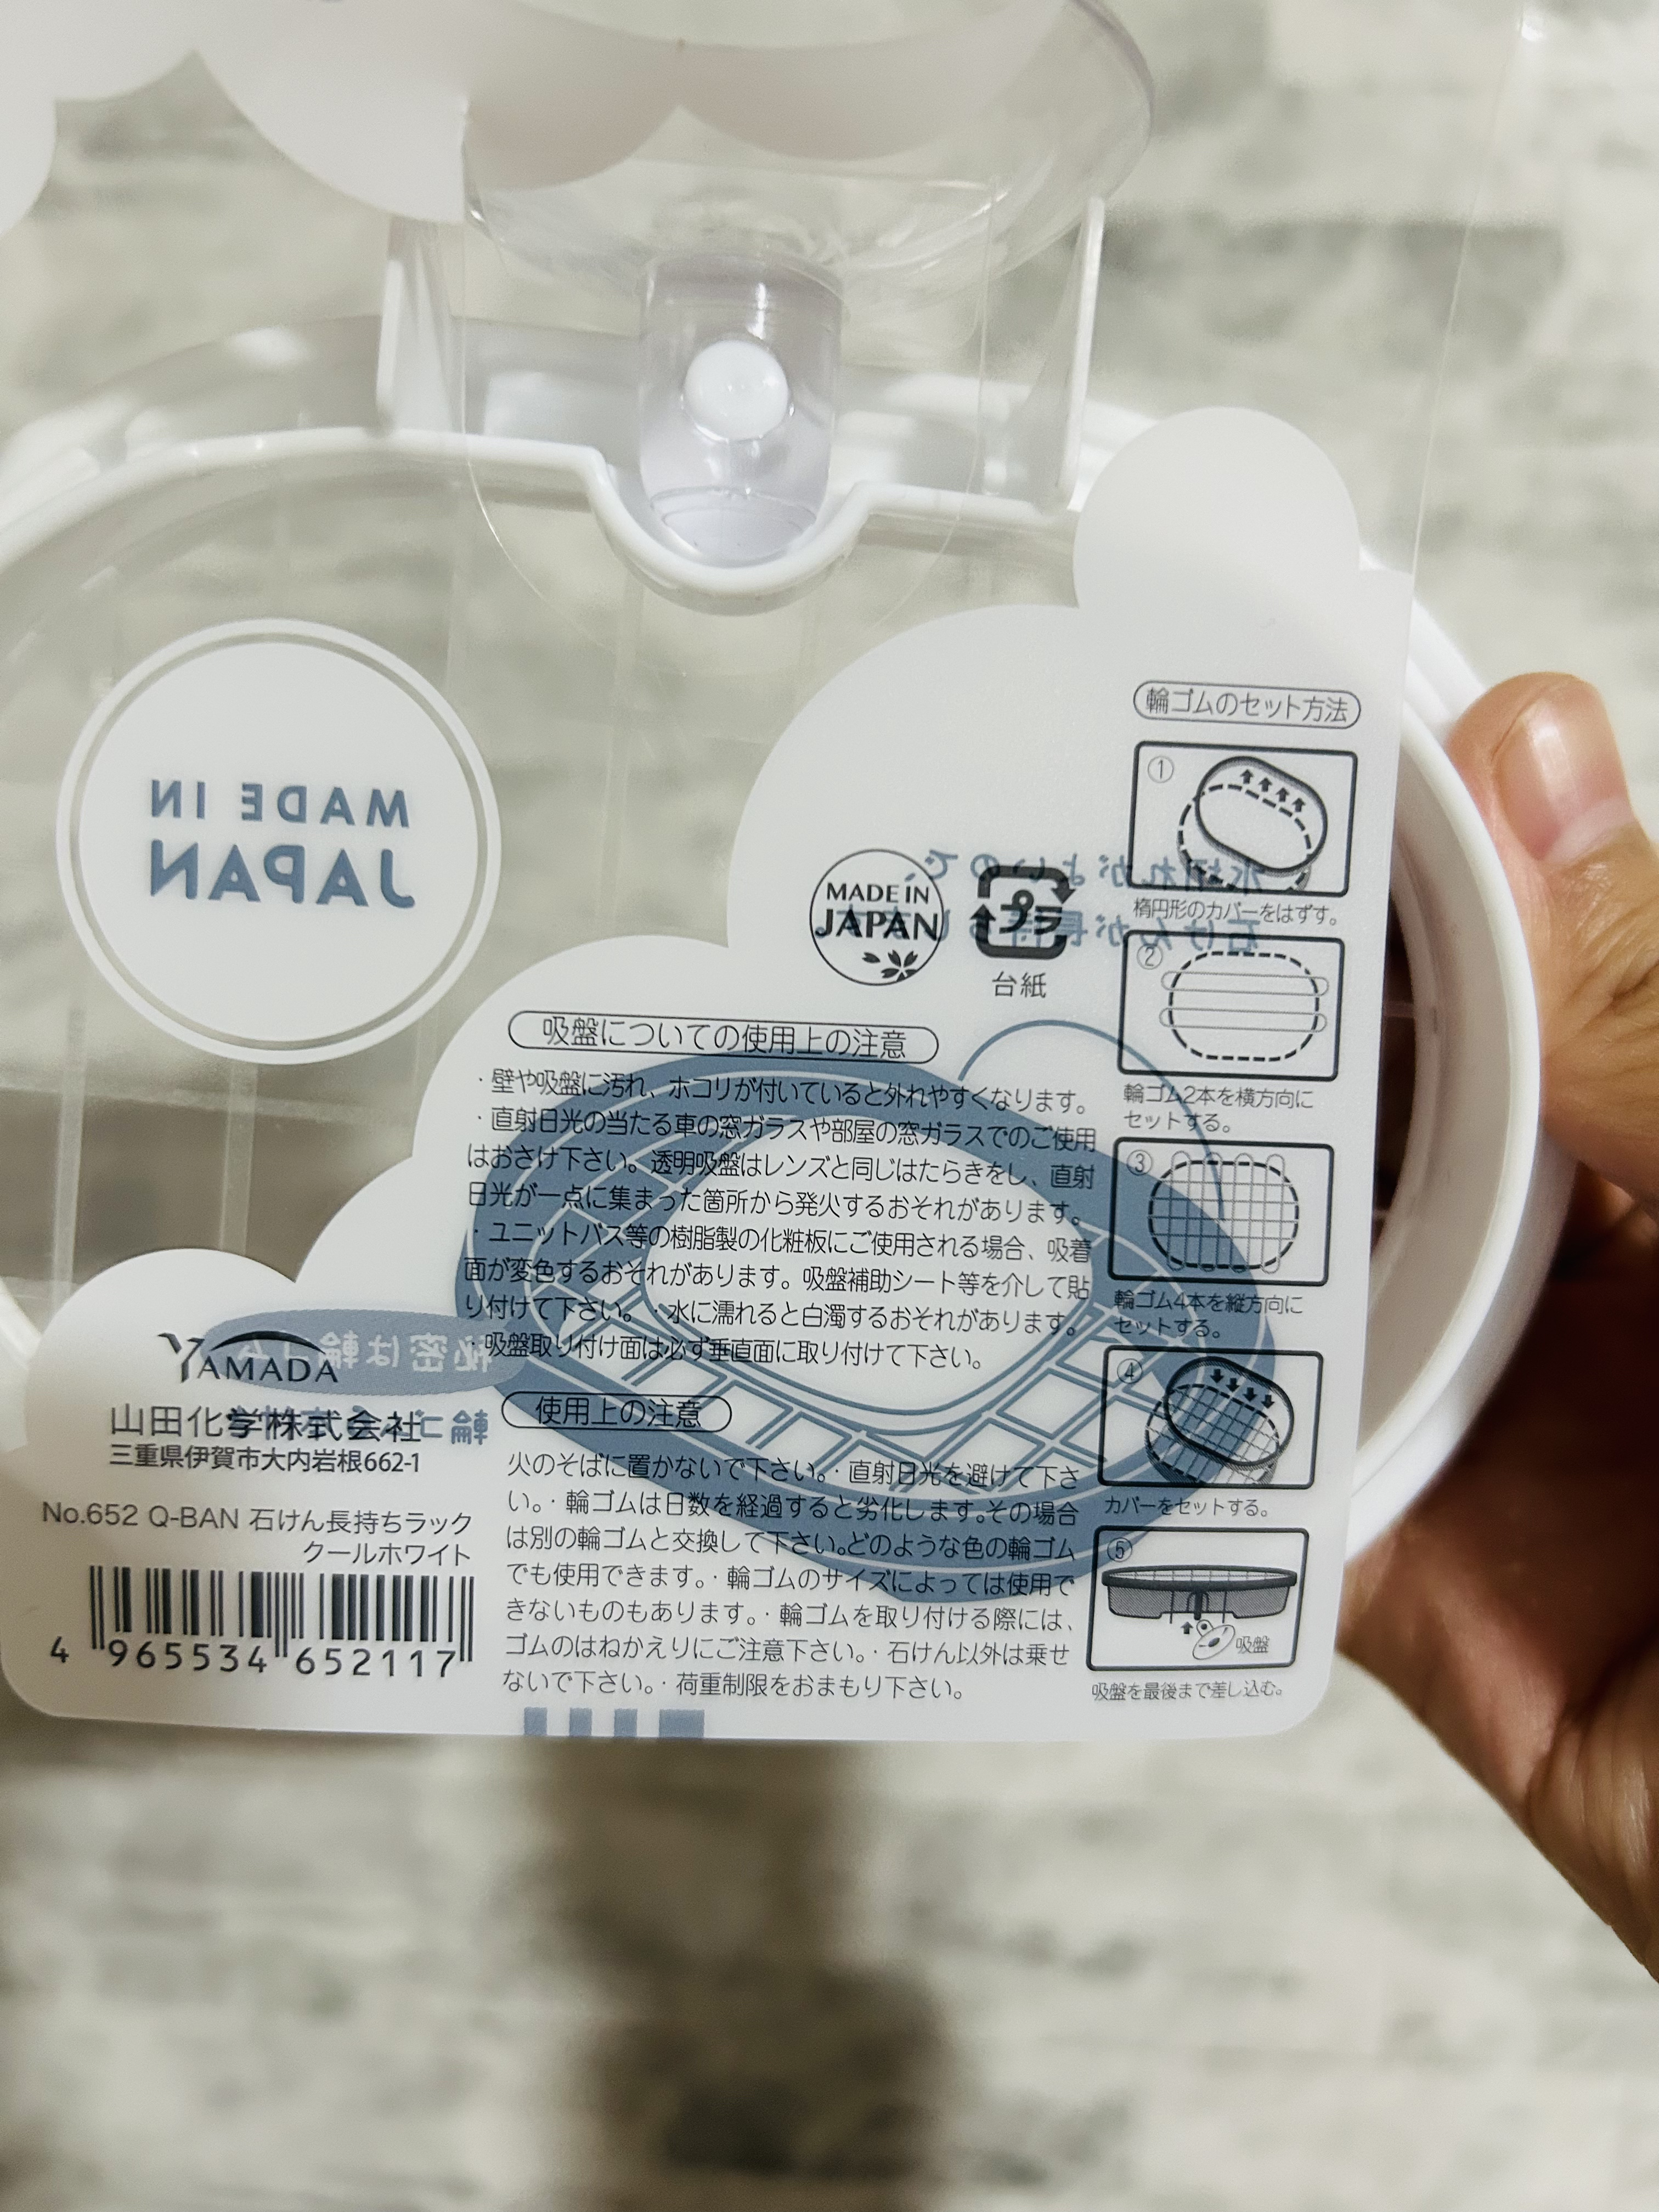 MADE IN
JAPAN
MADE IN
JAPAN
プラ
台紙
吸盤についての使用上の注意
・壁や吸盤に汚れ、ホコリが付いていると外れやすくなります。
・直射日光の当たる車の窓ガラスや部屋の窓ガラスでのご使用
はおさけ下さい。透明吸盤はレンズと同じはたらきをし、直射
日光が一点に集まった箇所から発火するおそれがあります。
・ユニットバス等の樹脂製の化粧板にご使用される場合、吸着
面が変色するおそれがあります。吸盤補助シート等を介して貼
り付けて下さい。・水に濡れると白濁するおそれがあります。
・吸盤取り付け面は必ず垂直面に取り付けて下さい。
使用上の注意
火のそばに置かないで下さい。・直射日光を避けて下さ
い。・輪ゴムは日数を経過すると劣化します。その場合
は別の輪ゴムと交換して下さい。どのような色の輪ゴム
でも使用できます。・輪ゴムのサイズによっては使用で
きないものもあります。・輪ゴムを取り付ける際には、
ゴムのはねかえりにご注意下さい。・石けん以外は乗せ
ないで下さい。・荷重制限をおまもり下さい。
輪ゴムのセット方法
①
楕円形のカバーをはずす。
②
輪ゴム2本を横方向に
セットする。
③
輪ゴム4本を縦方向に
セットする。
④
カバーをセットする。
⑤
吸盤
吸盤を最後まで差し込む。
水切れがよいので、
石けんが長持ち
秘密は輪ゴム
YAMADA
山田化学株式会社
三重県伊賀市大内岩根662-1
No.652 Q-BAN 石けん長持ちラック
クールホワイト
4 965534 652117